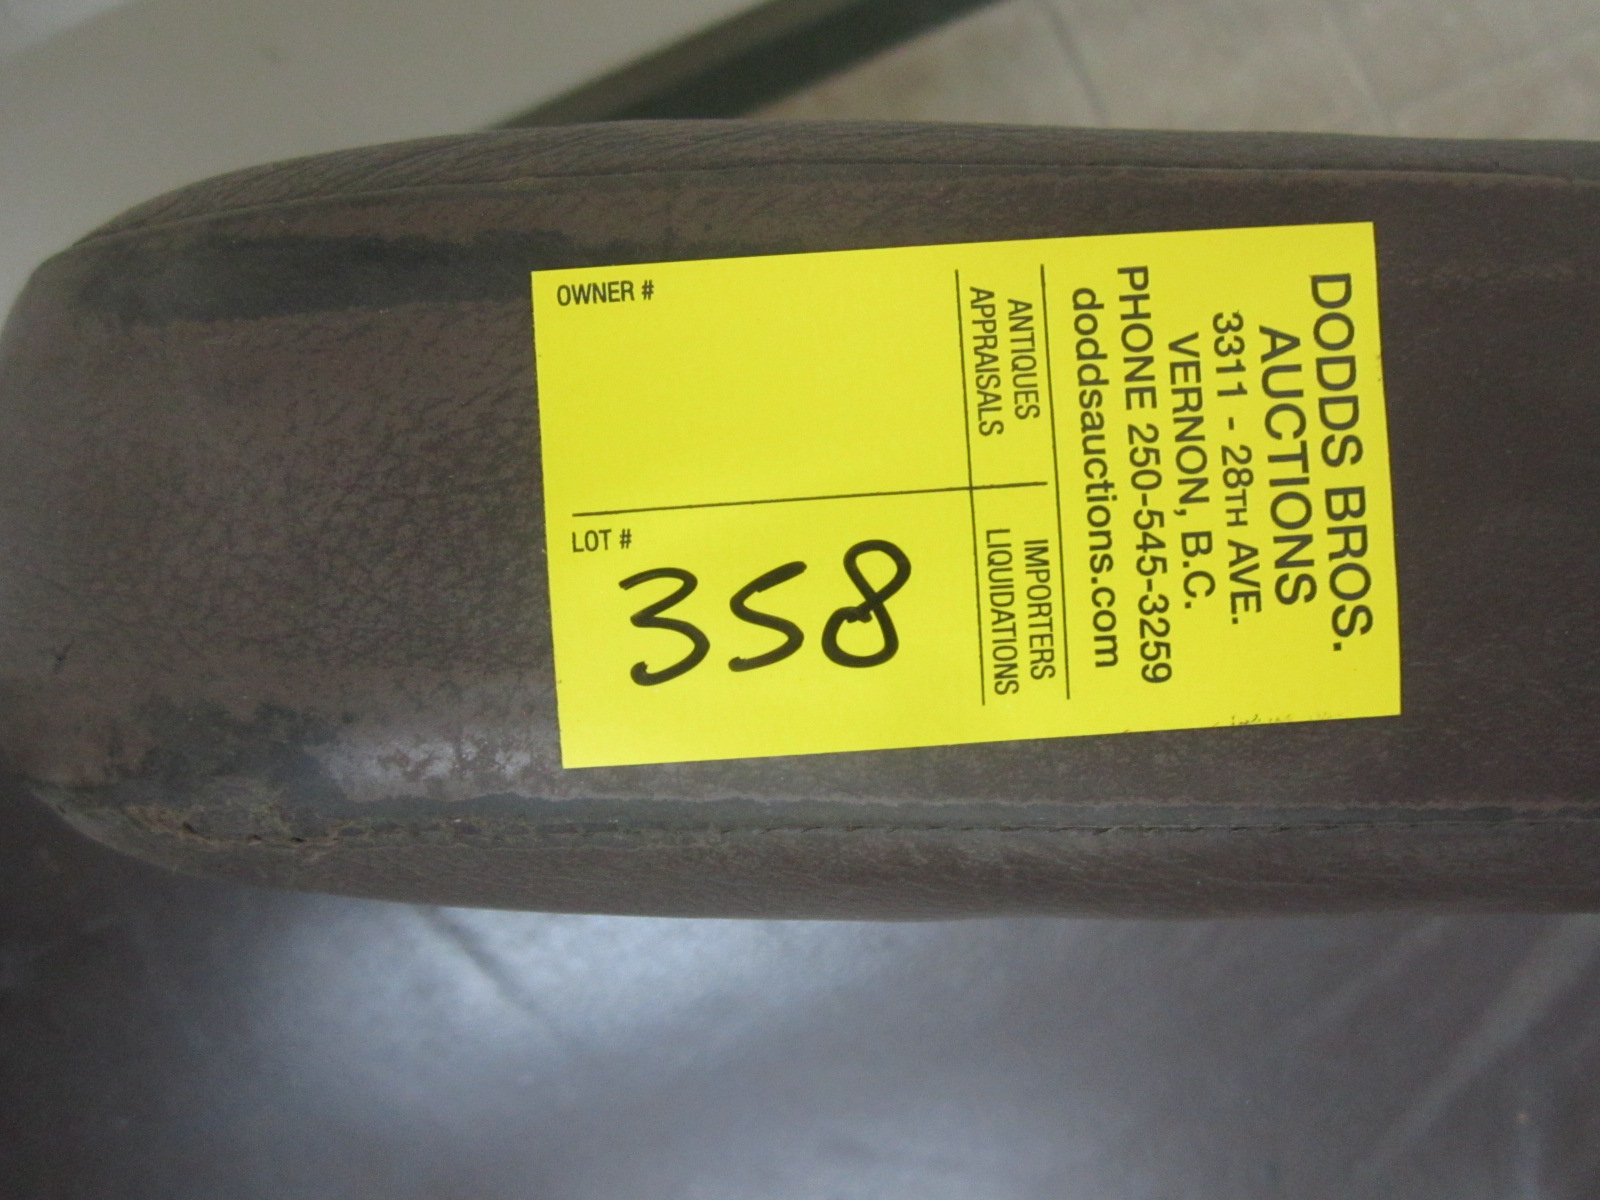 DODDS BROS.
AUCTIONS
3311 - 28TH AVE.
VERNON, B.C.
PHONE 250-545-3259
doddsauctions.com
ANTIQUES
APPRAISALS
IMPORTERS
LIQUIDATIONS
OWNER #
LOT #
358